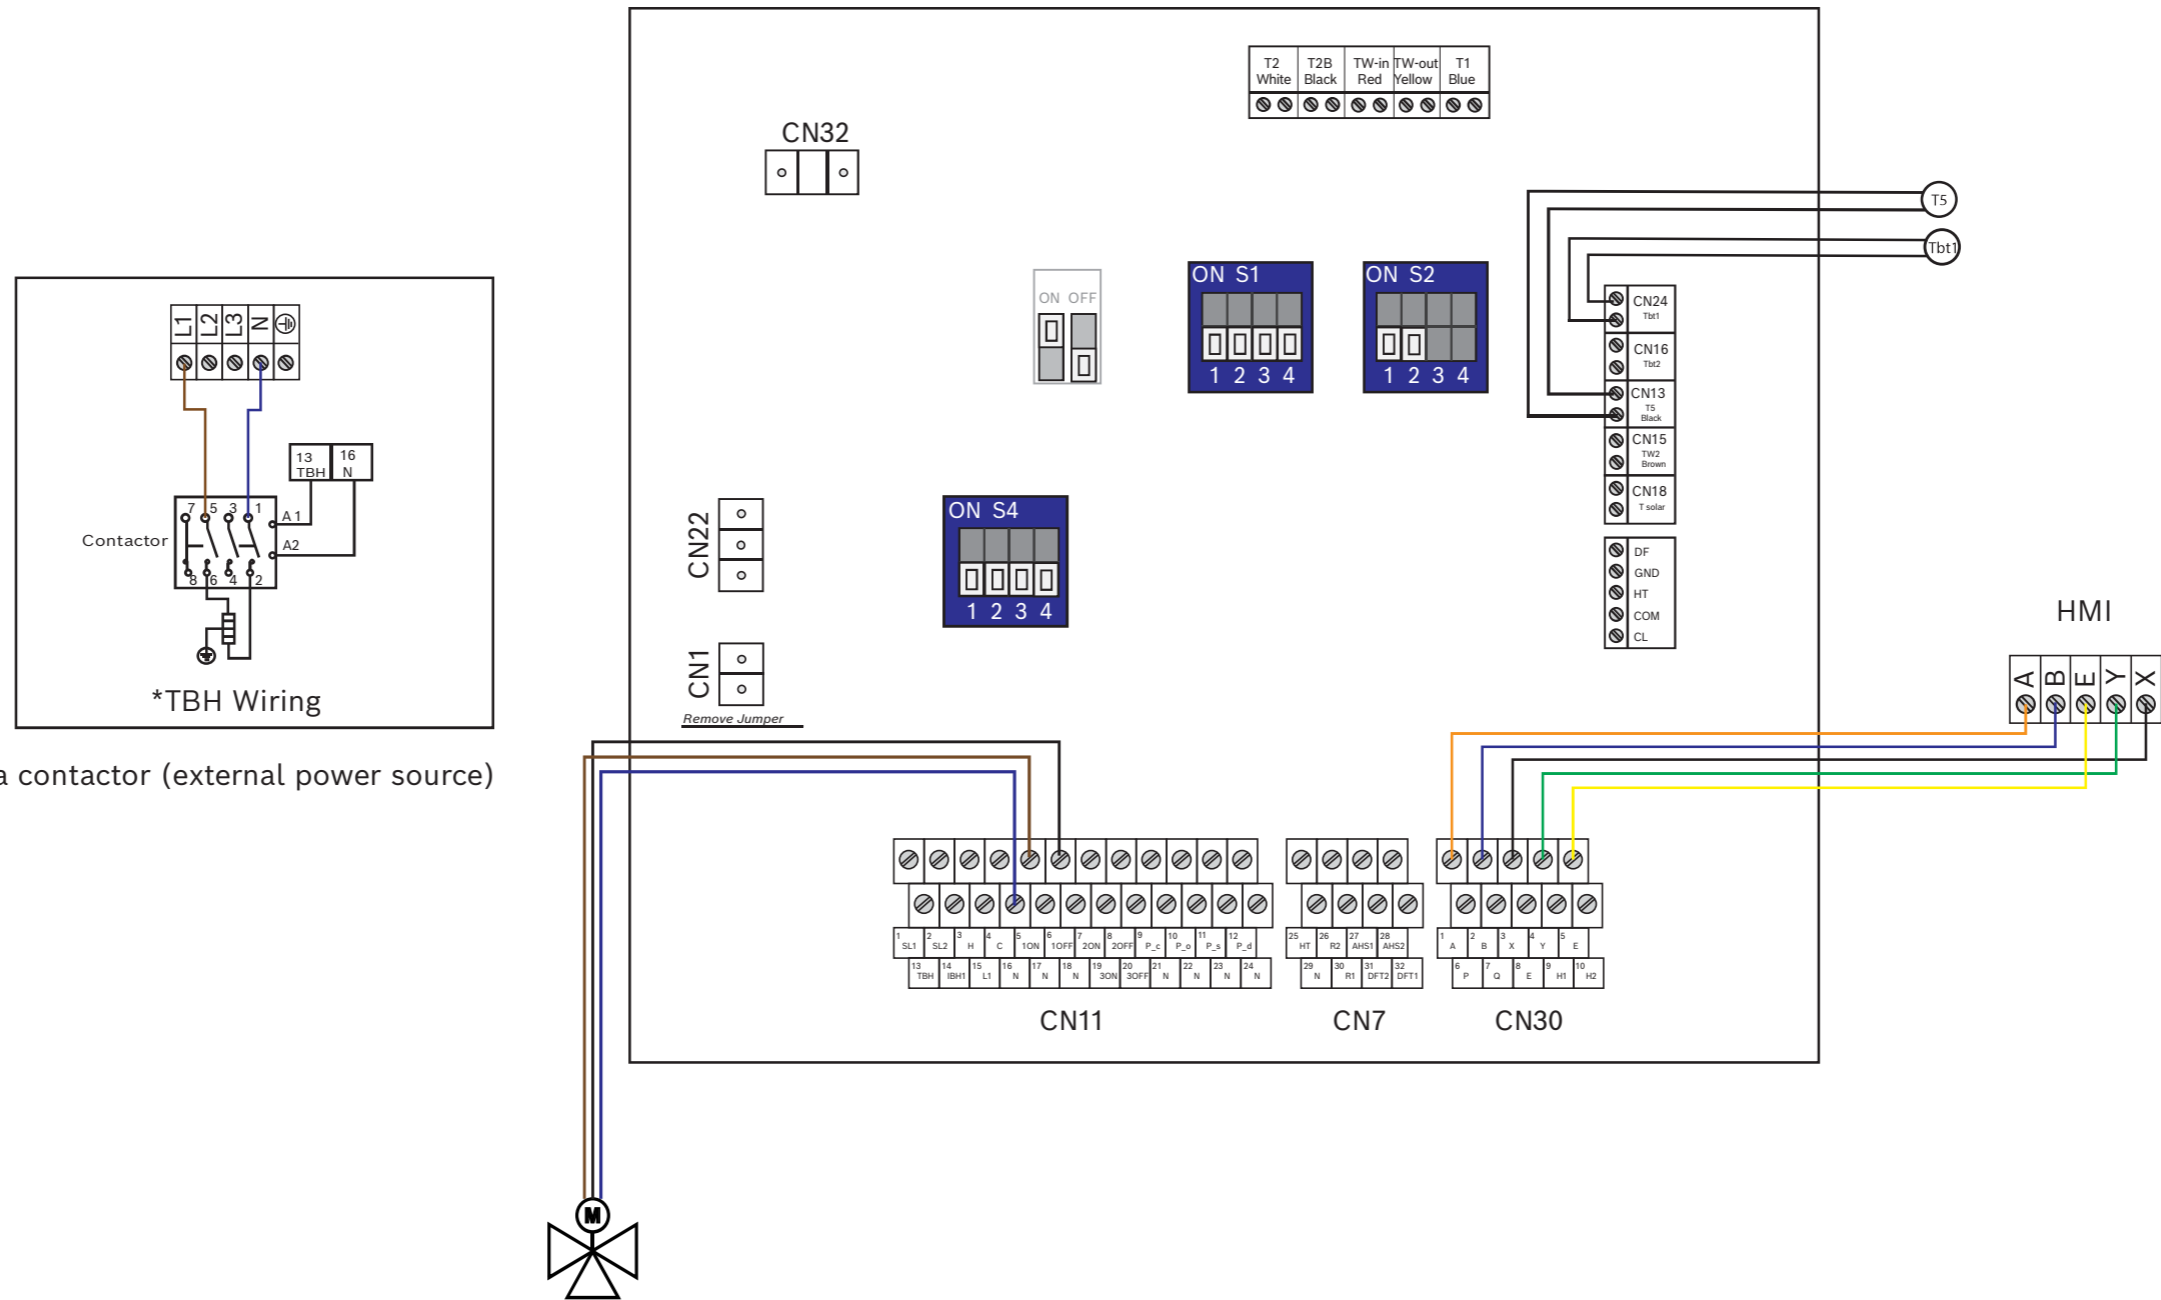 T2 T2B TW-in TW-out T1
White Black Red Yellow Blue
CN32
T5
Tbt1
ON OFF
ON S1
1 2 3 4
ON S2
1 2 3 4
CN24
Tbt1
CN16
Tbt2
CN13
T5
Black
CN15
TW2
Brown
CN18
T solar
DF
GND
HT
COM
CL
L1 L2 L3 N
13 16
TBH N
7 5 3 1
A1
A2
Contactor
8 6 4 2
*TBH Wiring
a contactor (external power source)
CN22
ON S4
1 2 3 4
CN1
Remove Jumper
HMI
A B E Y X
1 2 3 4 5 6 7 8 9 10 11 12
SL1 SL2 H C 1ON 1OFF 2ON 2OFF P_c P_o P_s P_d
13 14 15 16 17 18 19 20 21 22 23 24
TBH IBH1 L1 N N N 3ON 3OFF N N N N
CN11
25 26 27 28
HT R2 AHS1 AHS2
29 30 31 32
N R1 DFT2 DFT1
CN7
1 2 3 4 5
A B X Y E
6 7 8 9 10
P Q E H1 H2
CN30
M